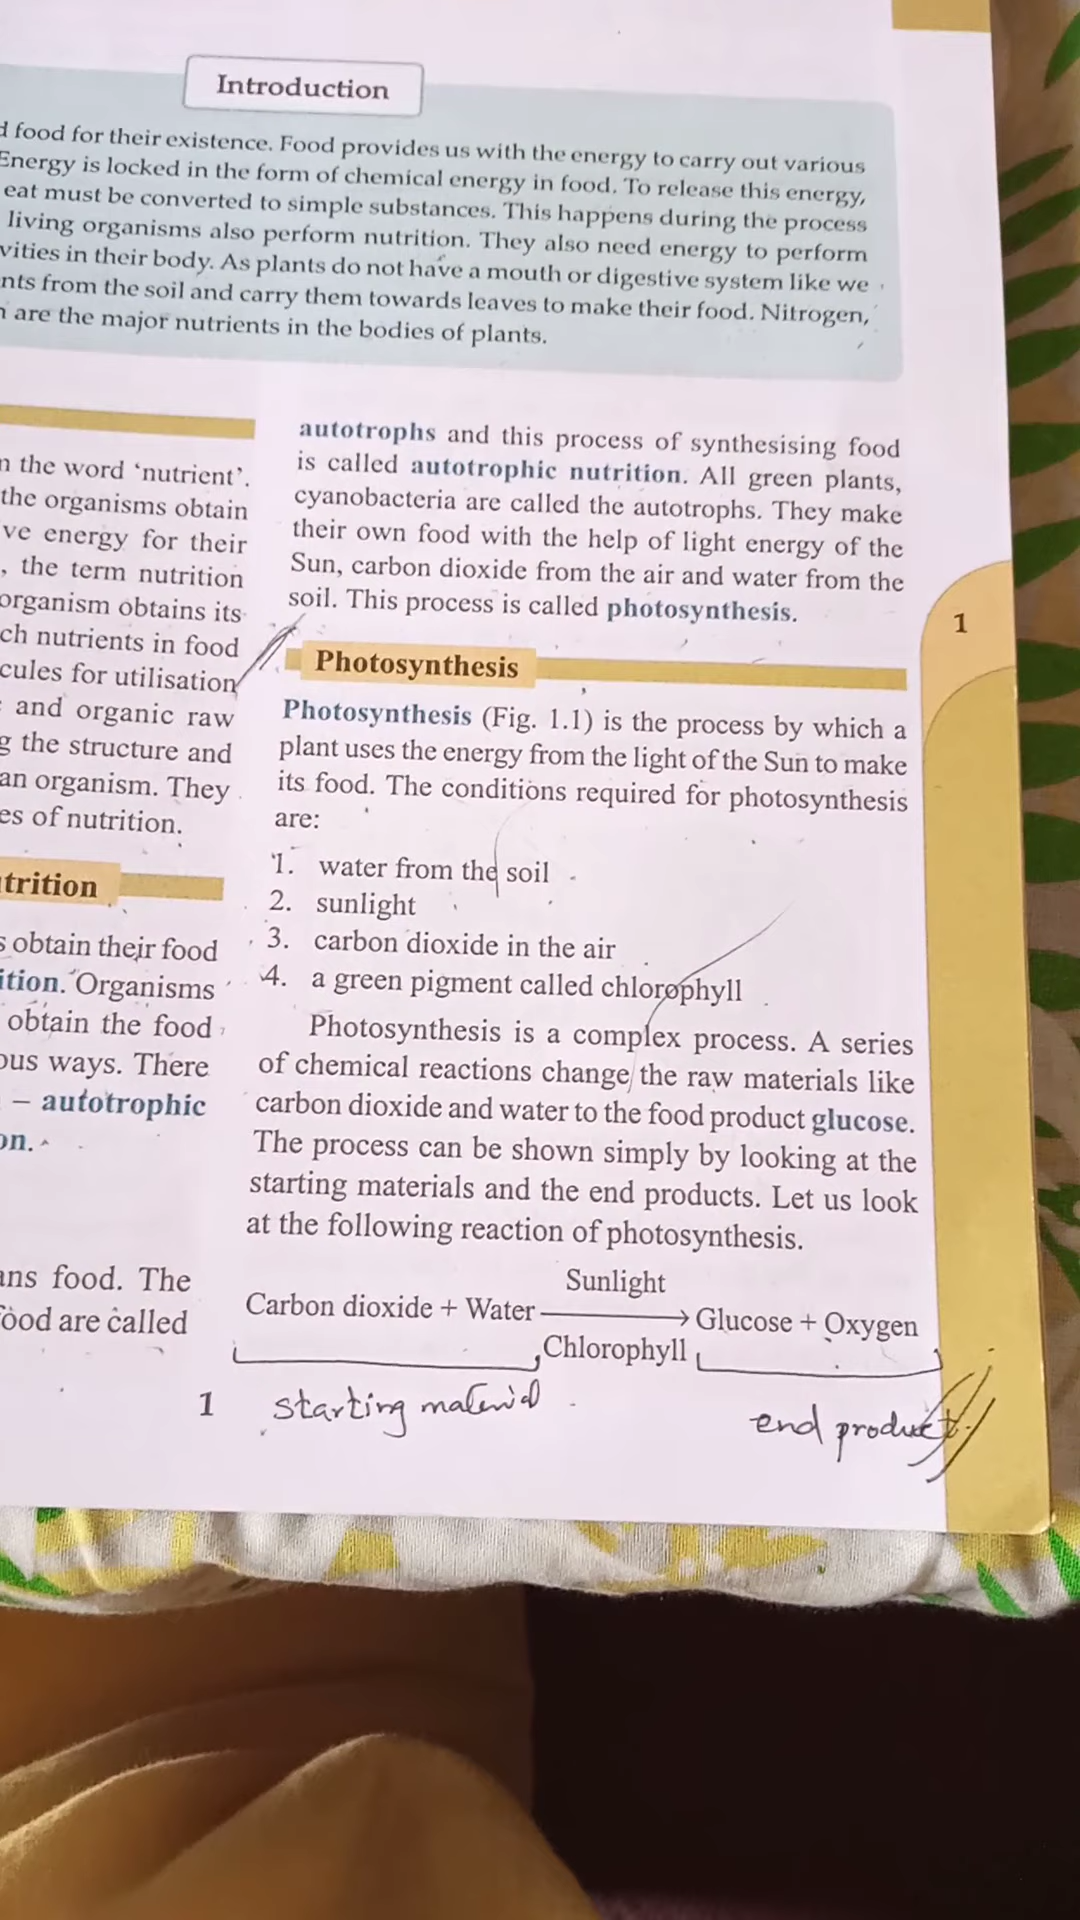 Introduction
food for their existence. Food provides us with the energy to carry out various
Energy is locked in the form of chemical energy in food. To release this energy,
eat must be converted to simple substances. This happens during the process
living organisms also perform nutrition. They also need energy to perform
vities in their body. As plants do not have a mouth or digestive system like we
nts from the soil and carry them towards leaves to make their food. Nitrogen,
are the major nutrients in the bodies of plants.
n the word ‘nutrient’.
the organisms obtain
ve energy for their
, the term nutrition
organism obtains its
ch nutrients in food
cules for utilisation
and organic raw
g the structure and
an organism. They
es of nutrition.
trition
s obtain their food
ition. Organisms
obtain the food
ous ways. There
– autotrophic
on.
ans food. The
food are called
1
autotrophs and this process of synthesising food
is called autotrophic nutrition. All green plants,
cyanobacteria are called the autotrophs. They make
their own food with the help of light energy of the
Sun, carbon dioxide from the air and water from the
soil. This process is called photosynthesis.
1
Photosynthesis
Photosynthesis (Fig. 1.1) is the process by which a
plant uses the energy from the light of the Sun to make
its food. The conditions required for photosynthesis
are:
1. water from the soil
2. sunlight
3. carbon dioxide in the air
4. a green pigment called chlorophyll
Photosynthesis is a complex process. A series
of chemical reactions change the raw materials like
carbon dioxide and water to the food product glucose.
The process can be shown simply by looking at the
starting materials and the end products. Let us look
at the following reaction of photosynthesis.
Sunlight
Carbon dioxide + Water → Glucose + Oxygen
Chlorophyll
starting material
end product